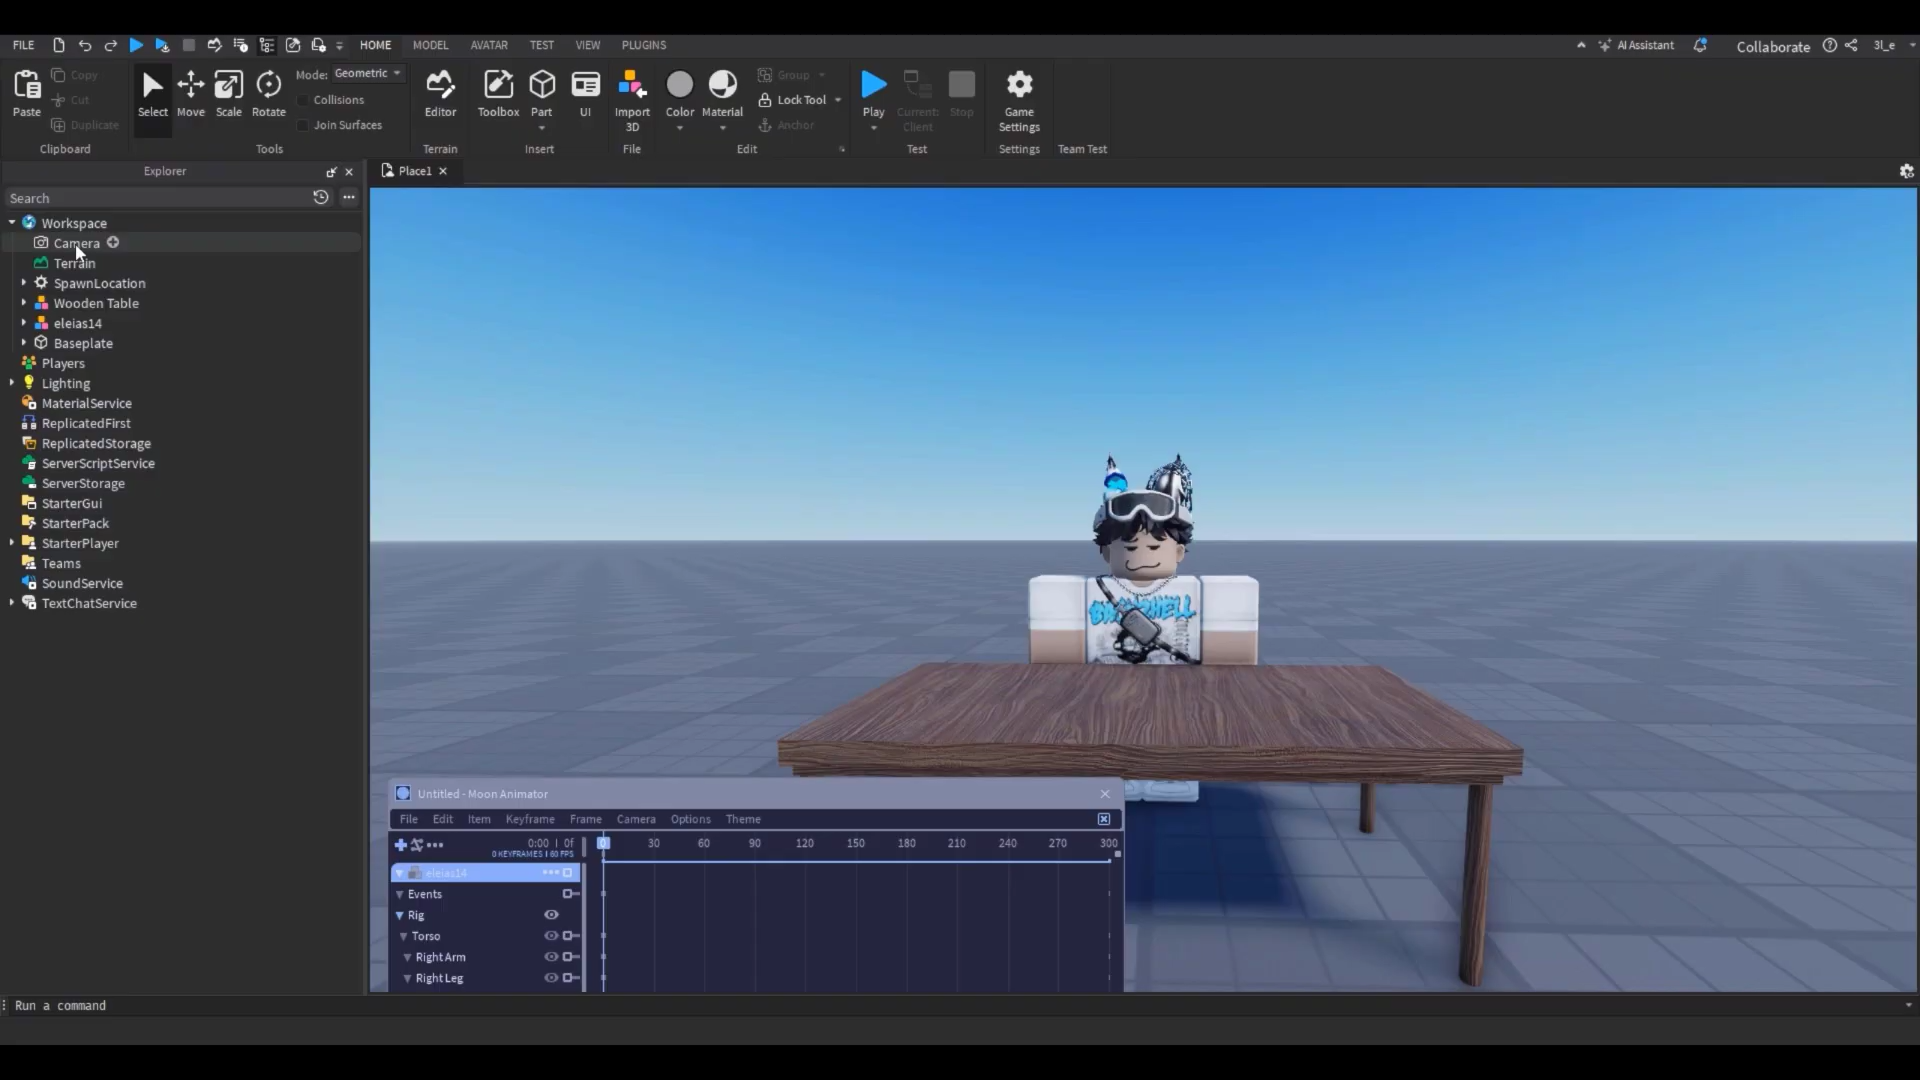 FILE HOME MODEL AVATAR TEST VIEW PLUGINS AI Assistant Collaborate 3l_e
Paste Copy Cut Duplicate Clipboard
Select Move Scale Rotate Mode: Geometric Collisions Join Surfaces Tools
Editor Terrain
Toolbox Part UI Insert
Import 3D File
Color Material Group Lock Tool Anchor Edit
Play Current: Client Stop Test
Game Settings Settings
Team Test
Explorer
Place1
Search
Workspace
Camera
Terrain
SpawnLocation
Wooden Table
eleias14
Baseplate
Players
Lighting
MaterialService
ReplicatedFirst
ReplicatedStorage
ServerScriptService
ServerStorage
StarterGui
StarterPack
StarterPlayer
Teams
SoundService
TextChatService
Untitled - Moon Animator
File Edit Item Keyframe Frame Camera Options Theme
0:00 | 0f 0 30 60 90 120 150 180 210 240 270 300
0 KEYFRAMES | 60 FPS
eleias14
Events
Rig
Torso
Right Arm
Right Leg
Run a command